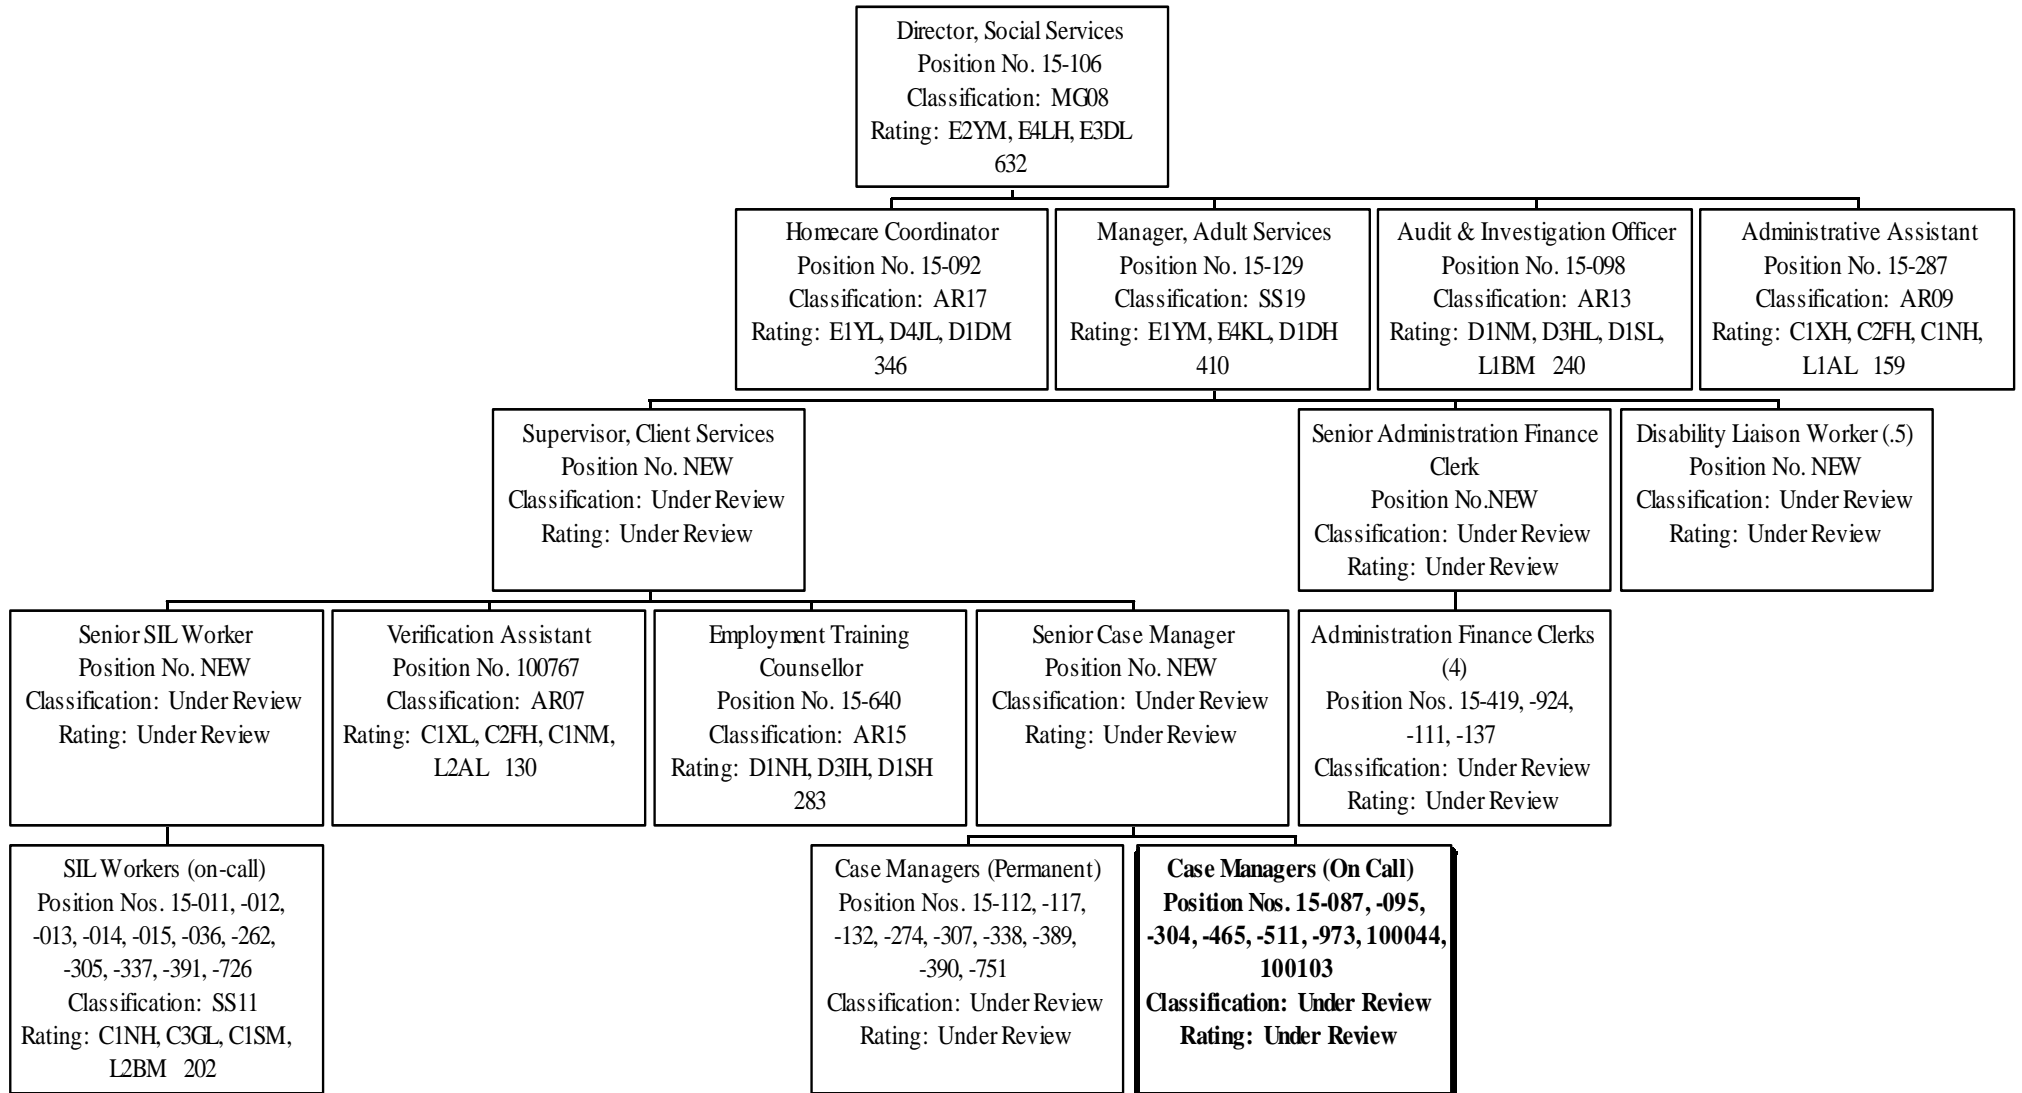 Director, Social Services
Position No. 15-106
Classification: MG08
Rating: E2YM, E4LH, E3DL
632
Homecare Coordinator
Position No. 15-092
Classification: AR17
Rating: E1YL, D4JL, D1DM
346
Manager, Adult Services
Position No. 15-129
Classification: SS19
Rating: E1YM, E4KL, D1DH
410
Audit & Investigation Officer
Position No. 15-098
Classification: AR13
Rating: D1NM, D3HL, D1SL,
L1BM 240
Administrative Assistant
Position No. 15-287
Classification: AR09
Rating: C1XH, C2FH, C1NH,
L1AL 159
Supervisor, Client Services
Position No. NEW
Classification: Under Review
Rating: Under Review
Senior Administration Finance
Clerk
Position No.NEW
Classification: Under Review
Rating: Under Review
Disability Liaison Worker (.5)
Position No. NEW
Classification: Under Review
Rating: Under Review
Senior SIL Worker
Position No. NEW
Classification: Under Review
Rating: Under Review
Verification Assistant
Position No. 100767
Classification: AR07
Rating: C1XL, C2FH, C1NM,
L2AL 130
Employment Training
Counsellor
Position No. 15-640
Classification: AR15
Rating: D1NH, D3IH, D1SH
283
Senior Case Manager
Position No. NEW
Classification: Under Review
Rating: Under Review
Administration Finance Clerks
(4)
Position Nos. 15-419, -924,
-111, -137
Classification: Under Review
Rating: Under Review
SIL Workers (on-call)
Position Nos. 15-011, -012,
-013, -014, -015, -036, -262,
-305, -337, -391, -726
Classification: SS11
Rating: C1NH, C3GL, C1SM,
L2BM 202
Case Managers (Permanent)
Position Nos. 15-112, -117,
-132, -274, -307, -338, -389,
-390, -751
Classification: Under Review
Rating: Under Review
Case Managers (On Call)
Position Nos. 15-087, -095,
-304, -465, -511, -973, 100044,
100103
Classification: Under Review
Rating: Under Review